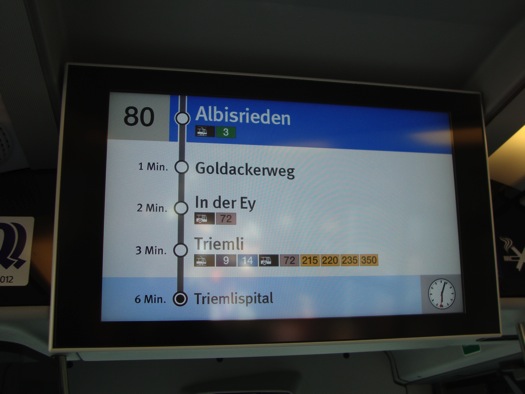 80 Albisrieden
3
1 Min. Goldackerweg
2 Min. In der Ey
72
3 Min. Triemli
9 14 72 215 220 235 350
6 Min. Triemlispital
012